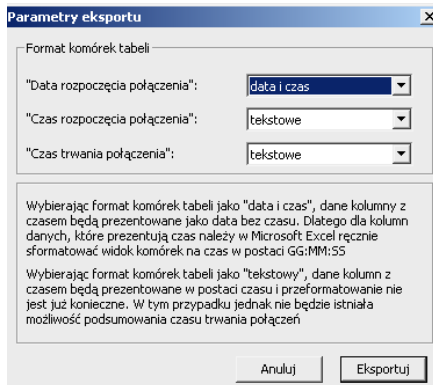 Parametry eksportu
Format komórek tabeli
"Data rozpoczęcia połączenia":
data i czas
"Czas rozpoczęcia połączenia":
tekstowe
"Czas trwania połączenia":
tekstowe
Wybierając format komórek tabeli jako "data i czas", dane kolumny z
czasem będą prezentowane jako data bez czasu. Dlatego dla kolumn
danych, które prezentują czas należy w Microsoft Excel ręcznie
sformatować widok komórek na czas w postaci GG:MM:SS
Wybierając format komórek tabeli jako "tekstowy", dane kolumn z
czasem będą prezentowane w postaci czasu i przeformatowanie nie
jest już konieczne. W tym przypadku jednak nie będzie istniała
możliwość podsumowania czasu trwania połączeń
Anuluj
Eksportuj